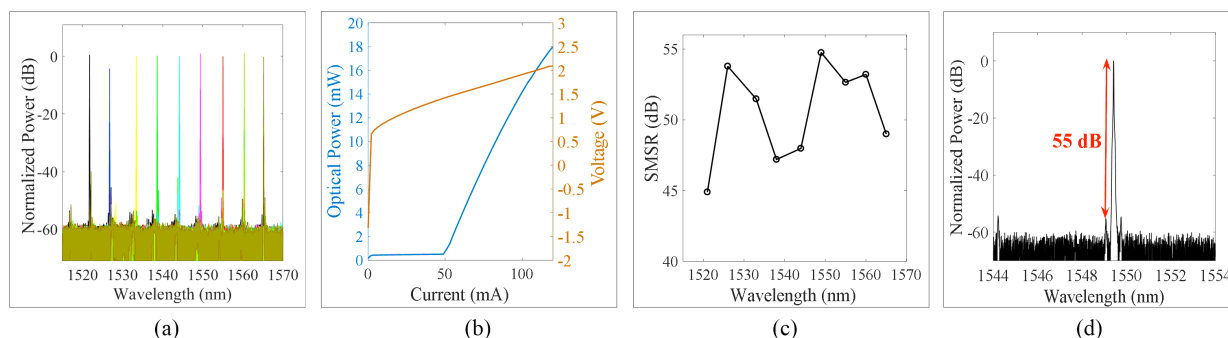 0
-20
-40
-60
1520 1530 1540 1550 1560 1570
Normalized Power (dB)
Wavelength (nm)
(a)
20
18
16
14
12
10
8
6
4
2
0
3
2.5
2
1.5
1
0.5
0
-0.5
-1
-1.5
-2
0 50 100
Optical Power (mW)
Voltage (V)
Current (mA)
(b)
55
50
45
40
1520 1530 1540 1550 1560 1570
SMSR (dB)
Wavelength (nm)
(c)
0
-20
-40
-60
55 dB
1544 1546 1548 1550 1552 1554
Normalized Power (dB)
Wavelength (nm)
(d)